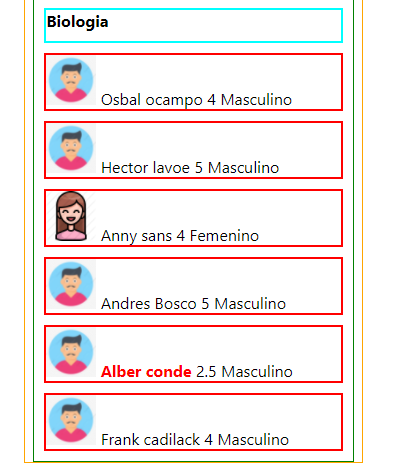 Biologia
Osbal ocampo 4 Masculino
Hector lavoe 5 Masculino
Anny sans 4 Femenino
Andres Bosco 5 Masculino
Alber conde 2.5 Masculino
Frank cadilack 4 Masculino